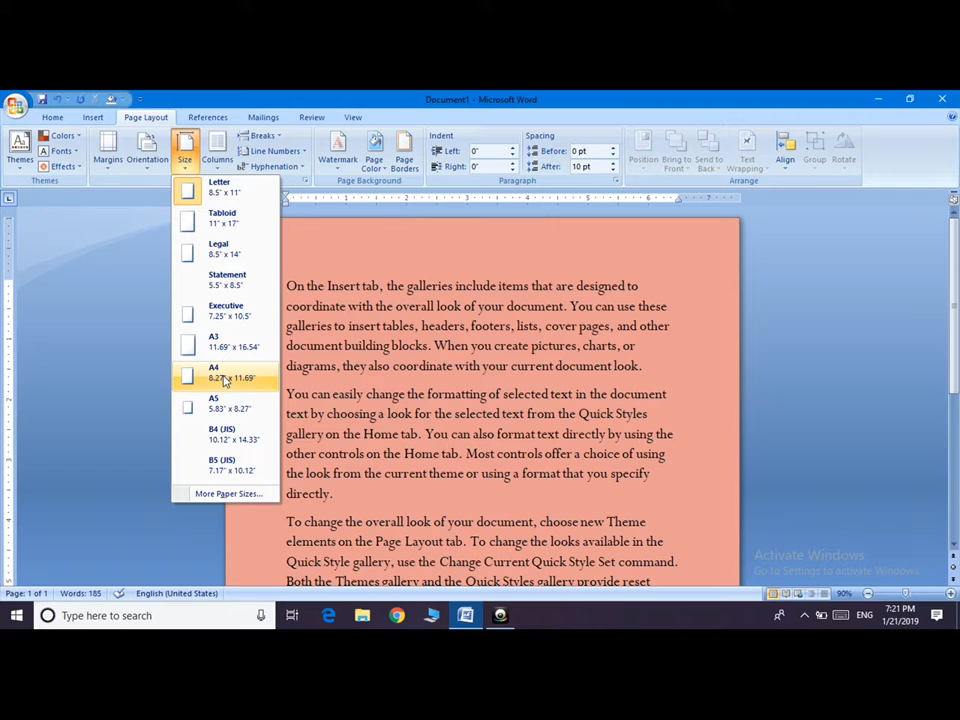 Document1 - Microsoft Word
Home Insert Page Layout References Mailings Review View
Themes Colors Fonts Effects Margins Orientation Size Columns Breaks Line Numbers Hyphenation Watermark Page Color Page Borders Indent Left: 0" Right: 0" Spacing Before: 0 pt After: 10 pt Position Bring to Front Send to Back Text Wrapping Align Group Rotate
Themes Page Background Paragraph Arrange
Letter
8.5" x 11"
Tabloid
11" x 17"
Legal
8.5" x 14"
Statement
5.5" x 8.5"
Executive
7.25" x 10.5"
A3
11.69" x 16.54"
A4
8.27" x 11.69"
A5
5.83" x 8.27"
B4 (JIS)
10.12" x 14.33"
B5 (JIS)
7.17" x 10.12"
More Paper Sizes...
On the Insert tab, the galleries include items that are designed to
coordinate with the overall look of your document. You can use these
galleries to insert tables, headers, footers, lists, cover pages, and other
document building blocks. When you create pictures, charts, or
diagrams, they also coordinate with your current document look.
You can easily change the formatting of selected text in the document
text by choosing a look for the selected text from the Quick Styles
gallery on the Home tab. You can also format text directly by using the
other controls on the Home tab. Most controls offer a choice of using
the look from the current theme or using a format that you specify
directly.
To change the overall look of your document, choose new Theme
elements on the Page Layout tab. To change the looks available in the
Quick Style gallery, use the Change Current Quick Style Set command.
Both the Themes gallery and the Quick Styles gallery provide reset
Activate Windows
Go to Settings to activate Windows.
Page: 1 of 1 Words: 185 English (United States) 90%
Type here to search ENG 7:21 PM
1/21/2019